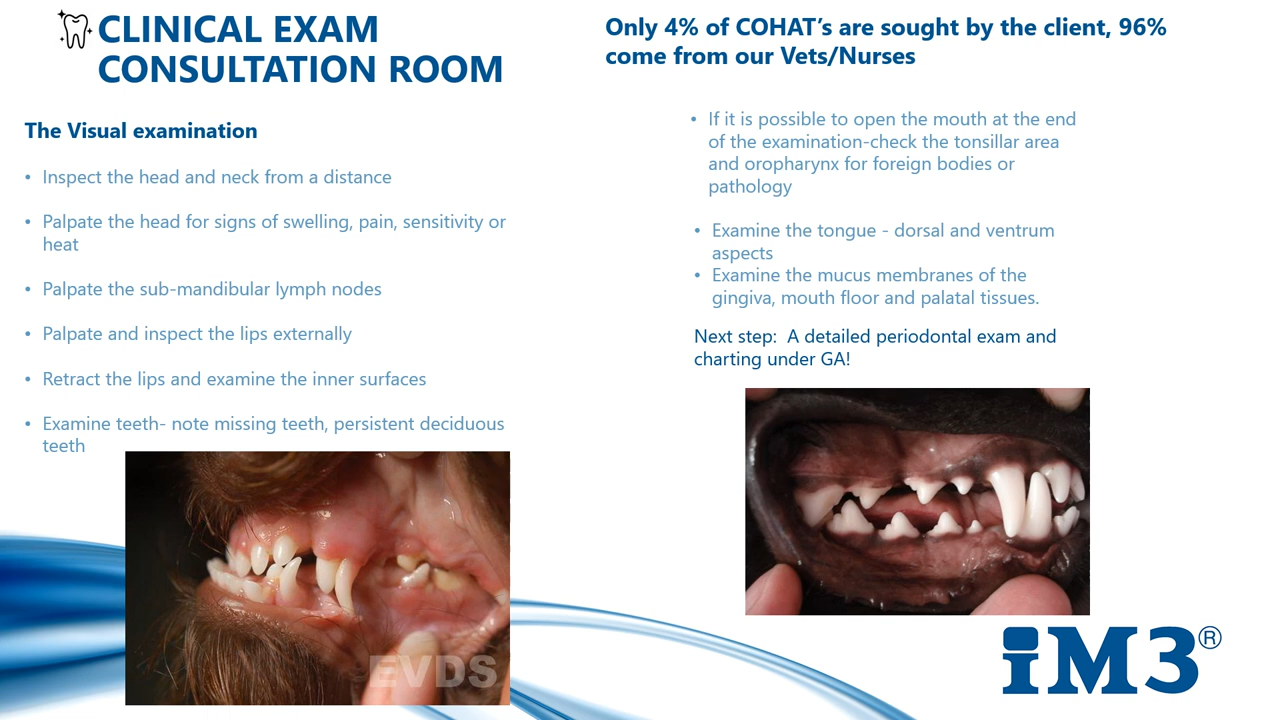 CLINICAL EXAM
CONSULTATION ROOM
The Visual examination
• Inspect the head and neck from a distance
• Palpate the head for signs of swelling, pain, sensitivity or
heat
• Palpate the sub-mandibular lymph nodes
• Palpate and inspect the lips externally
• Retract the lips and examine the inner surfaces
• Examine teeth- note missing teeth, persistent deciduous
teeth
EVDS
Only 4% of COHAT’s are sought by the client, 96%
come from our Vets/Nurses
• If it is possible to open the mouth at the end
of the examination-check the tonsillar area
and oropharynx for foreign bodies or
pathology
• Examine the tongue - dorsal and ventrum
aspects
• Examine the mucus membranes of the
gingiva, mouth floor and palatal tissues.
Next step:  A detailed periodontal exam and
charting under GA!
iM3®